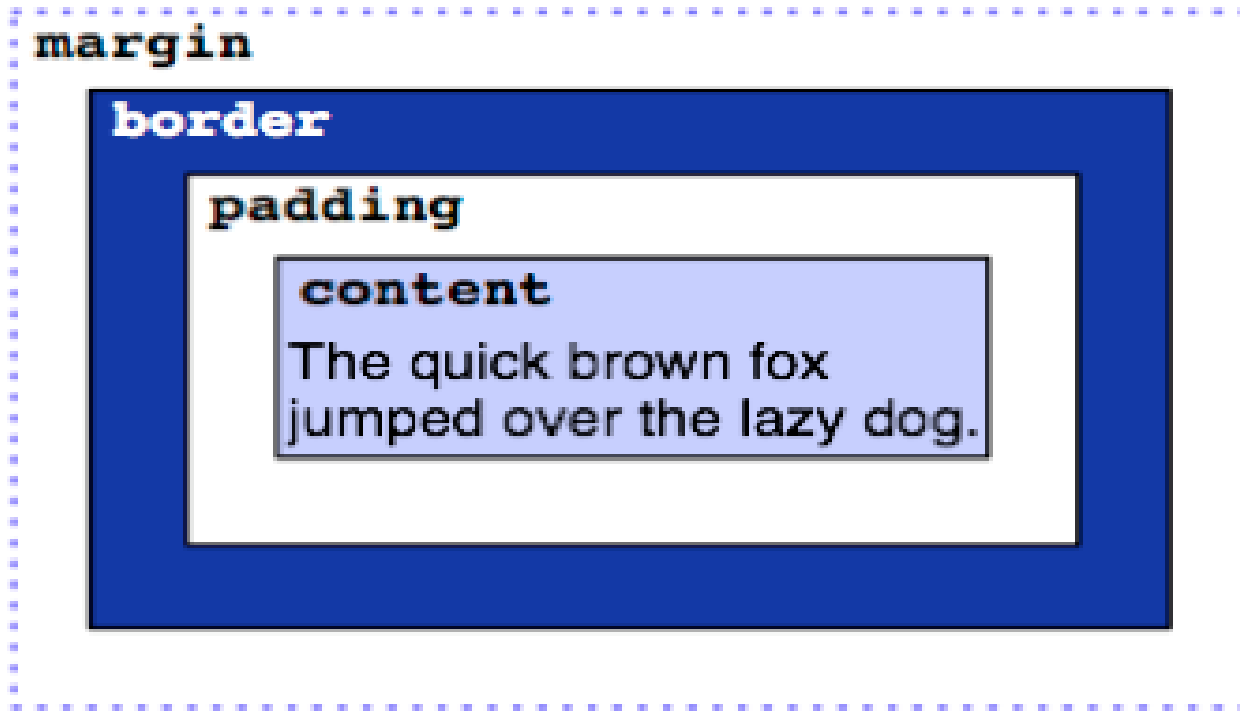 margin
border
padding
content
The quick brown fox
jumped over the lazy dog.